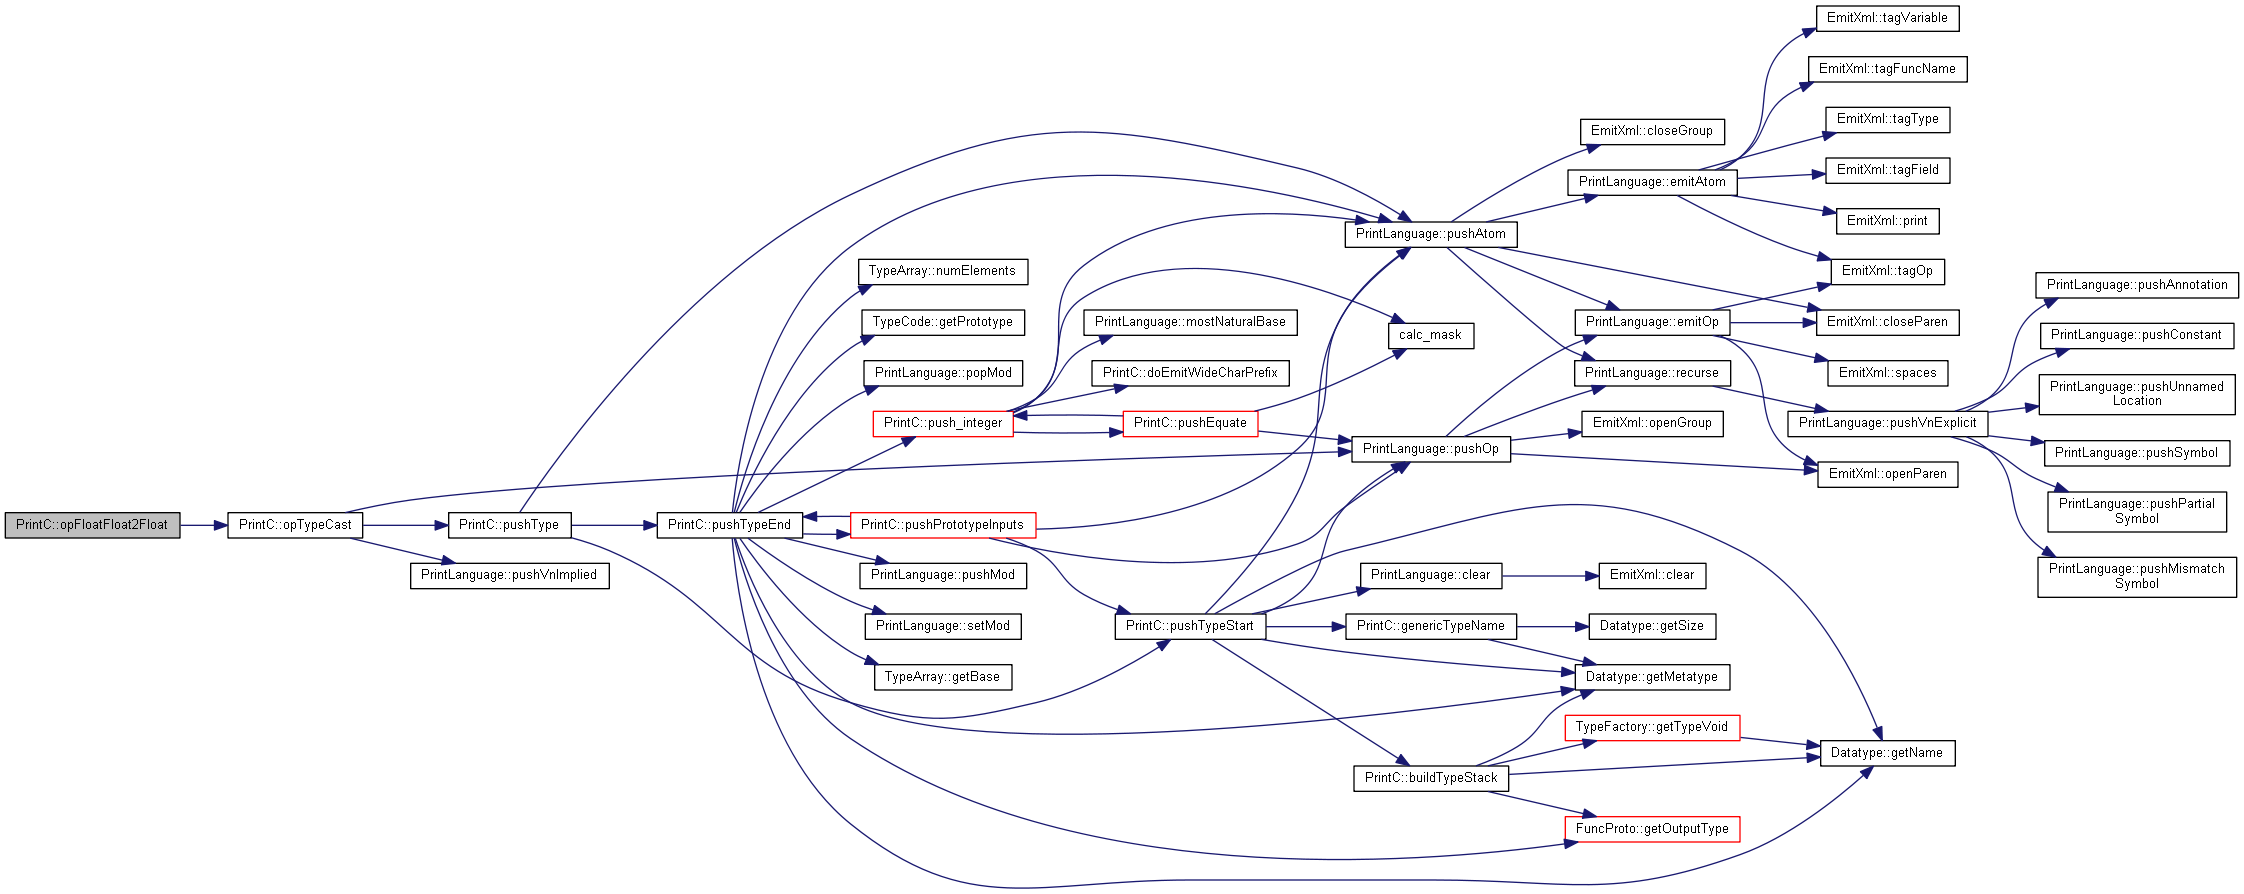 EmitXml::tagVariable
EmitXml::tagFuncName
EmitXml::tagType
EmitXml::closeGroup
EmitXml::tagField
PrintLanguage::emitAtom
EmitXml::print
PrintLanguage::pushAtom
TypeArray::numElements
EmitXml::tagOp
PrintLanguage::pushAnnotation
TypeCode::getPrototype
PrintLanguage::mostNaturalBase
calc_mask
PrintLanguage::emitOp
EmitXml::closeParen
PrintLanguage::pushConstant
PrintLanguage::popMod
PrintC::doEmitWideCharPrefix
PrintLanguage::recurse
EmitXml::spaces
PrintLanguage::pushUnnamed
Location
PrintC::push_integer
PrintC::pushEquate
EmitXml::openGroup
PrintLanguage::pushVnExplicit
PrintLanguage::pushOp
PrintLanguage::pushSymbol
EmitXml::openParen
PrintLanguage::pushPartial
Symbol
PrintC::opFloatFloat2Float
PrintC::opTypeCast
PrintC::pushType
PrintC::pushTypeEnd
PrintC::pushPrototypeInputs
PrintLanguage::pushVnImplied
PrintLanguage::pushMod
PrintLanguage::clear
EmitXml::clear
PrintLanguage::pushMismatch
Symbol
PrintLanguage::setMod
PrintC::pushTypeStart
PrintC::genericTypeName
Datatype::getSize
TypeArray::getBase
Datatype::getMetatype
TypeFactory::getTypeVoid
Datatype::getName
PrintC::buildTypeStack
FuncProto::getOutputType